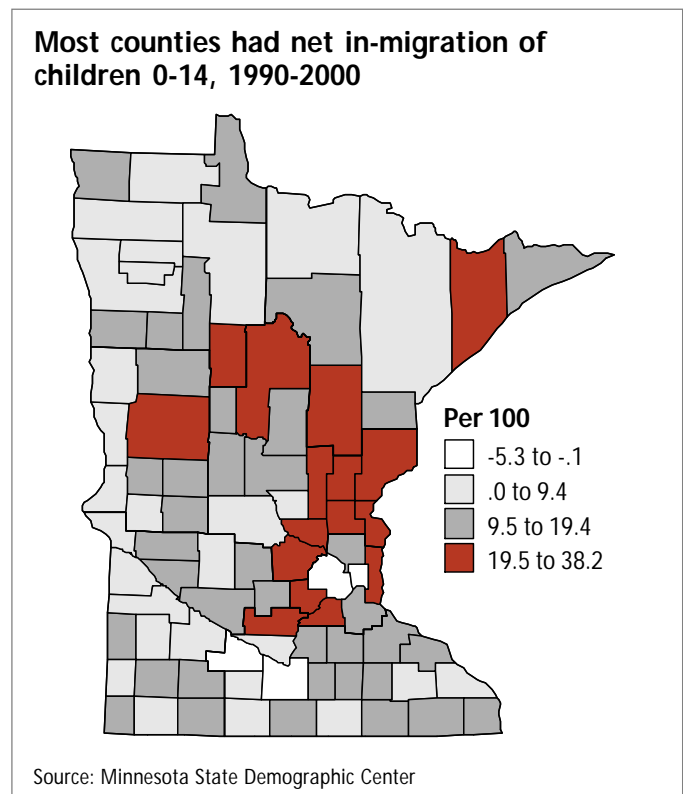 Most counties had net in-migration of
children 0-14, 1990-2000
Per 100
-5.3 to -.1
.0 to 9.4
9.5 to 19.4
19.5 to 38.2
Source: Minnesota State Demographic Center